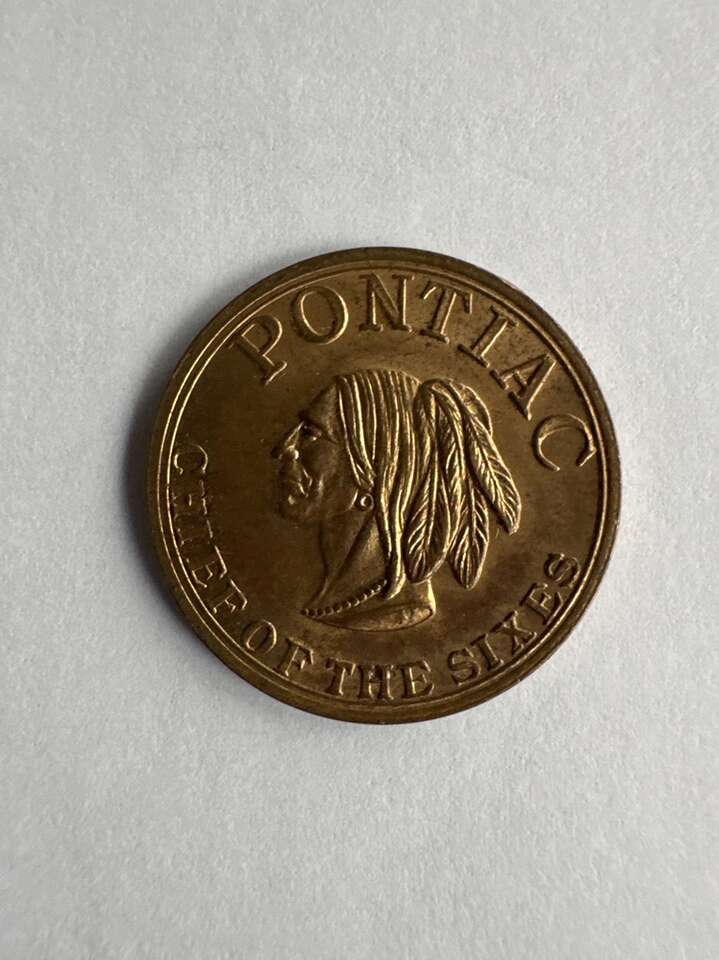 PONTIAC
CHIEF OF THE SIXES